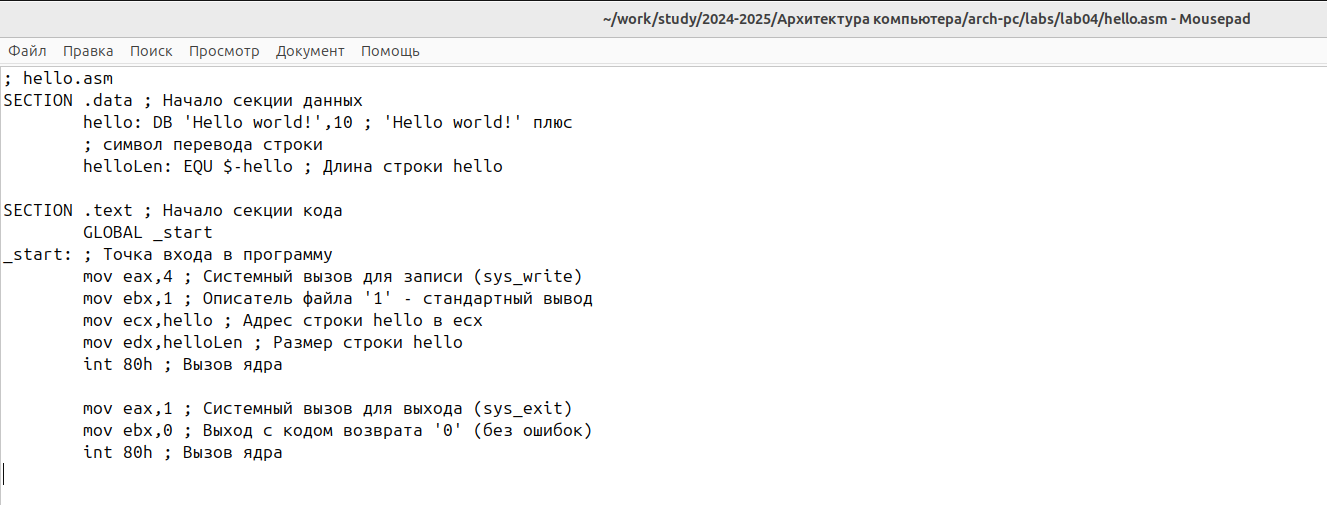 ~/work/study/2024-2025/Архитектура компьютера/arch-pc/labs/lab04/hello.asm - Mousepad
Файл Правка Поиск Просмотр Документ Помощь
; hello.asm
SECTION .data ; Начало секции данных
        hello: DB 'Hello world!',10 ; 'Hello world!' плюс
        ; символ перевода строки
        helloLen: EQU $-hello ; Длина строки hello

SECTION .text ; Начало секции кода
        GLOBAL _start
_start: ; Точка входа в программу
        mov eax,4 ; Системный вызов для записи (sys_write)
        mov ebx,1 ; Описатель файла '1' - стандартный вывод
        mov ecx,hello ; Адрес строки hello в ecx
        mov edx,helloLen ; Размер строки hello
        int 80h ; Вызов ядра

        mov eax,1 ; Системный вызов для выхода (sys_exit)
        mov ebx,0 ; Выход с кодом возврата '0' (без ошибок)
        int 80h ; Вызов ядра